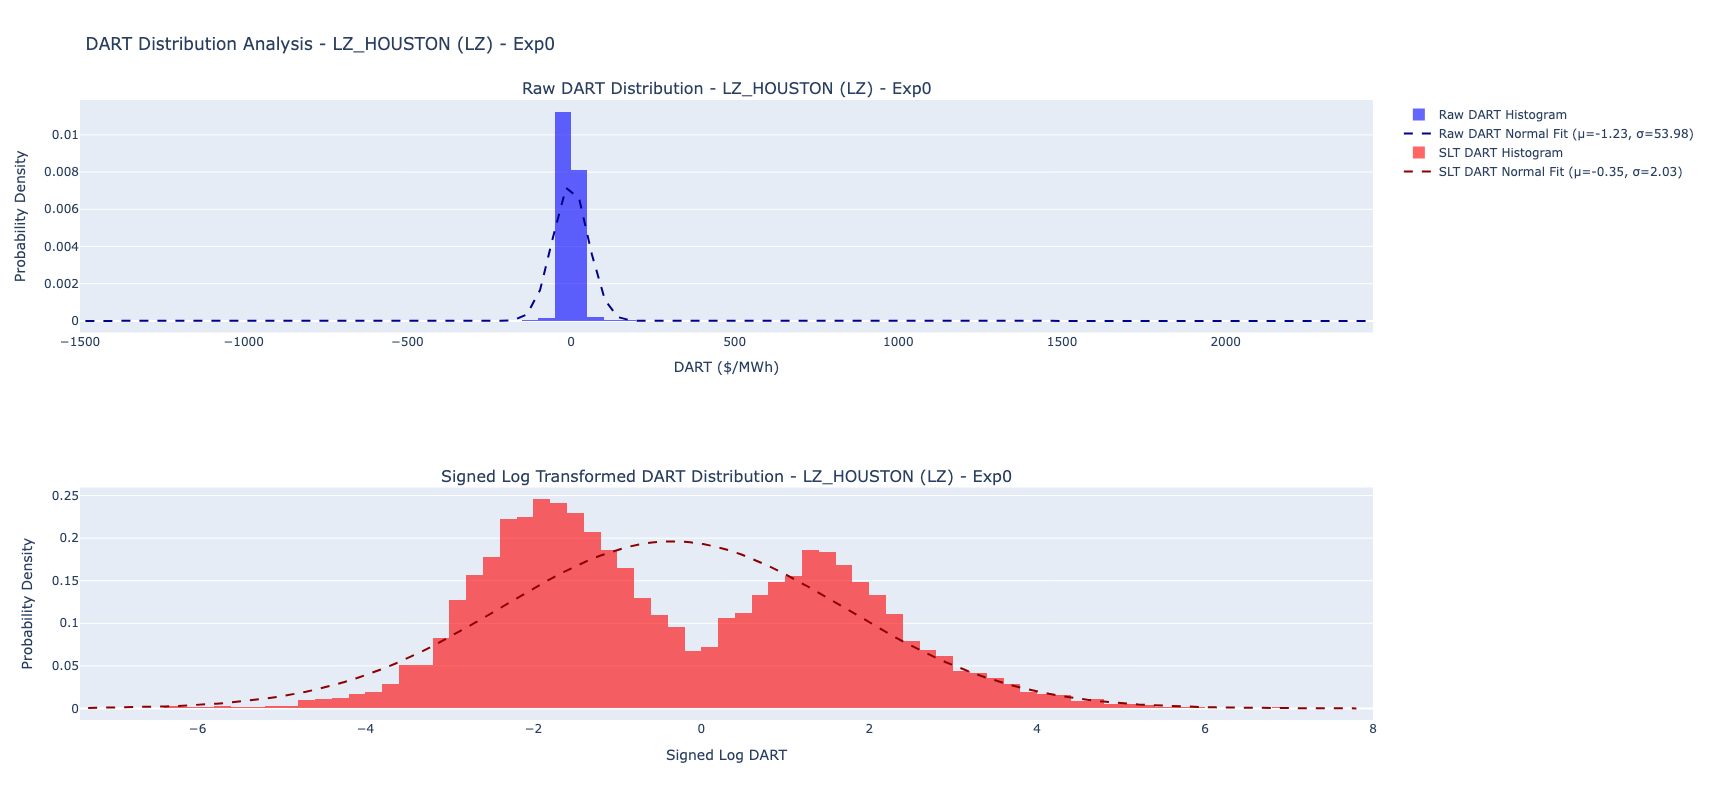 DART Distribution Analysis - LZ_HOUSTON (LZ) - Exp0
Raw DART Distribution - LZ_HOUSTON (LZ) - Exp0
Raw DART Histogram
Raw DART Normal Fit (μ=-1.23, σ=53.98)
SLT DART Histogram
SLT DART Normal Fit (μ=-0.35, σ=2.03)
Probability Density
0.01
0.008
0.006
0.004
0.002
0
−1500 −1000 −500 0 500 1000 1500 2000
DART ($/MWh)
Signed Log Transformed DART Distribution - LZ_HOUSTON (LZ) - Exp0
Probability Density
0.25
0.2
0.15
0.1
0.05
0
−6 −4 −2 0 2 4 6 8
Signed Log DART